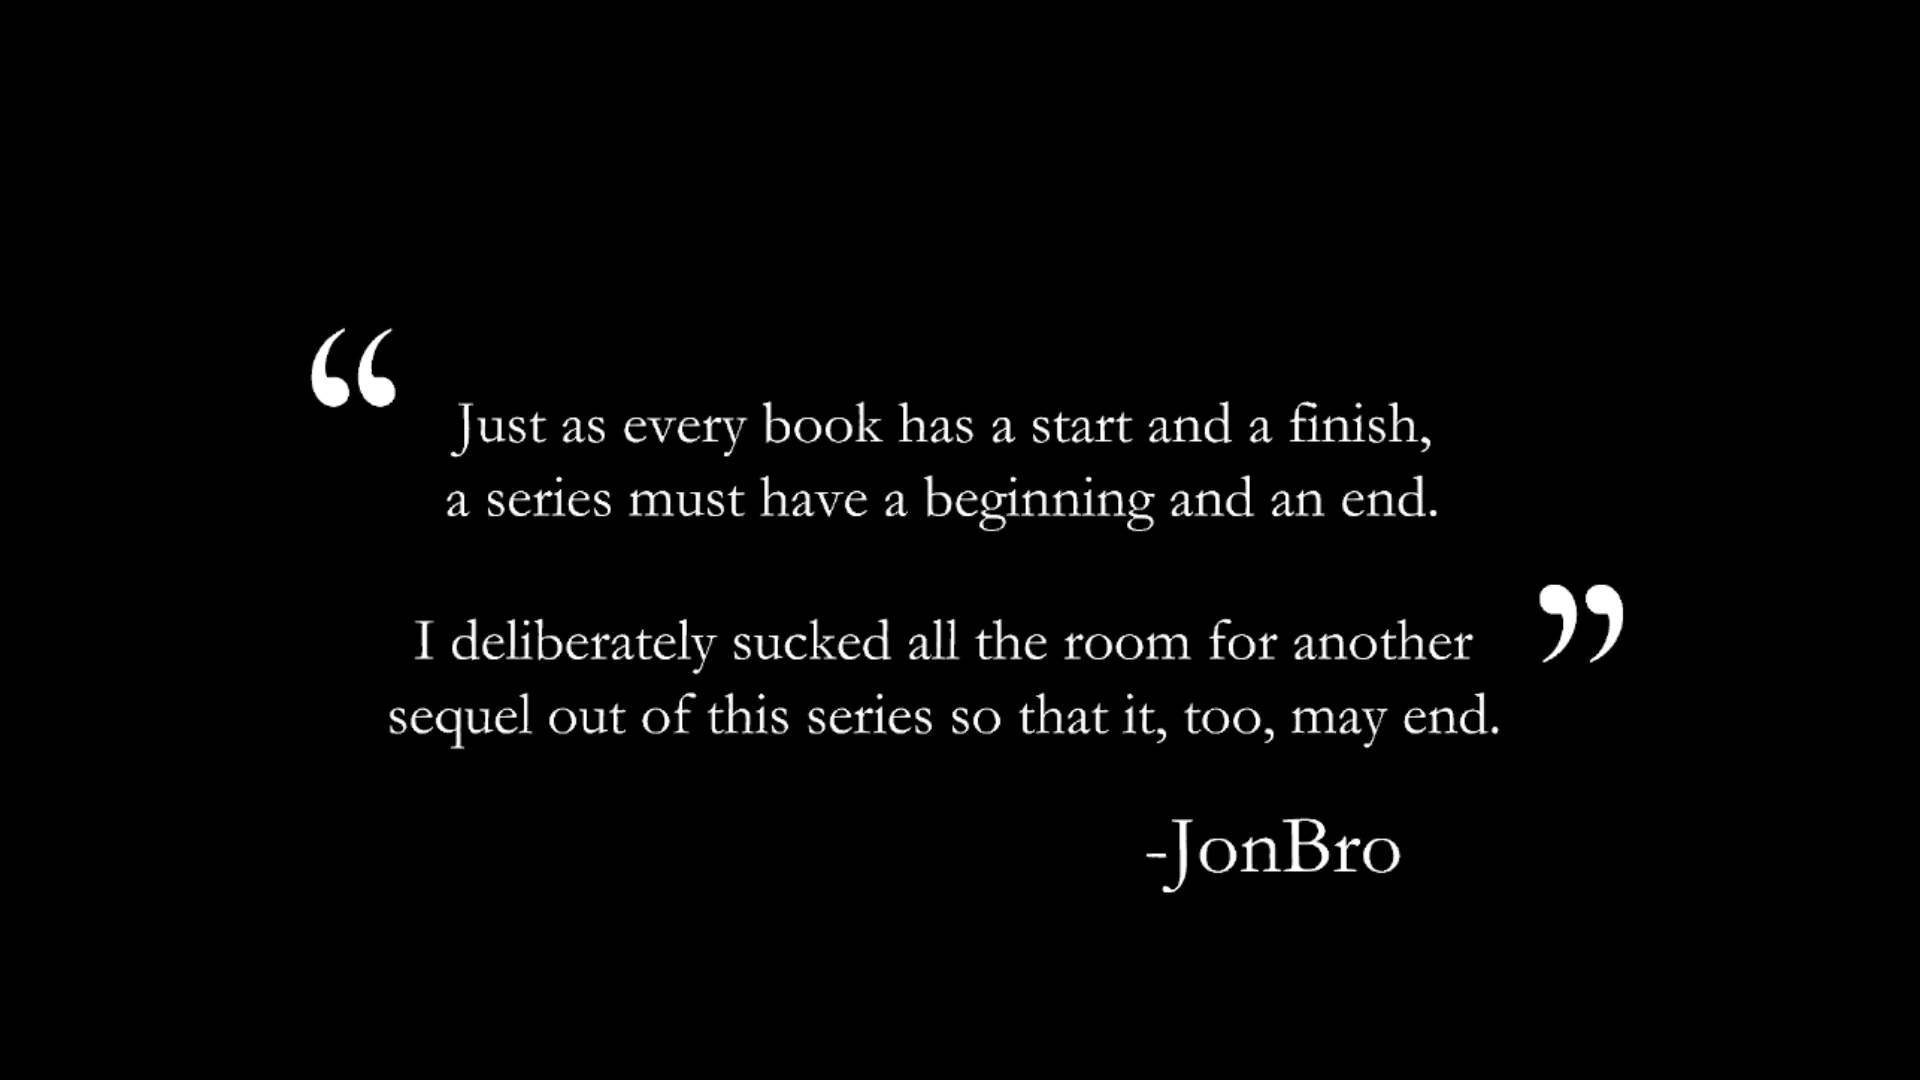 “ Just as every book has a start and a finish,
a series must have a beginning and an end.
I deliberately sucked all the room for another ”
sequel out of this series so that it, too, may end.
-JonBro